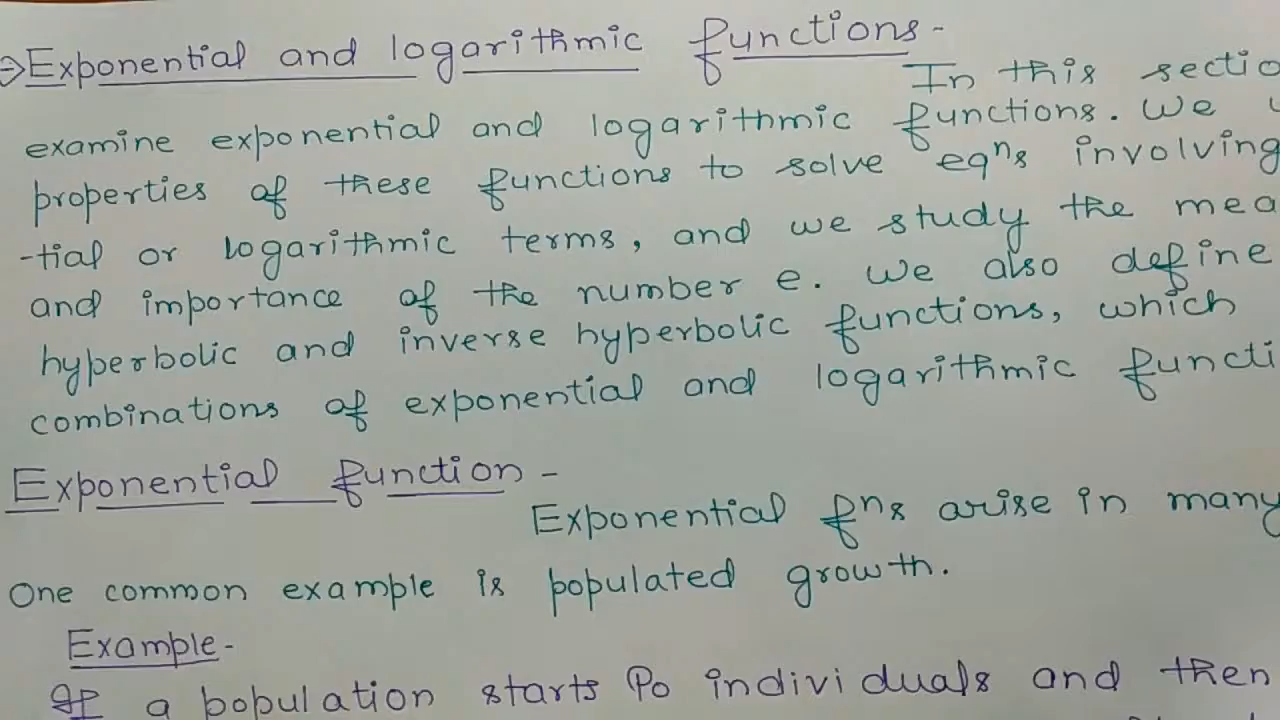 ⇒ Exponential and logarithmic functions-
In this sectio
examine exponential and logarithmic functions. We
properties of these functions to solve eqⁿs involving
-tial or logarithmic terms, and we study the mea
and importance of the number e. We also define
hyperbolic and inverse hyperbolic functions, which
combinations of exponential and logarithmic functi
Exponential function-
Exponential fⁿs arise in many
One common example is populated growth.
Example-
If a bopulation starts Po individuals and then